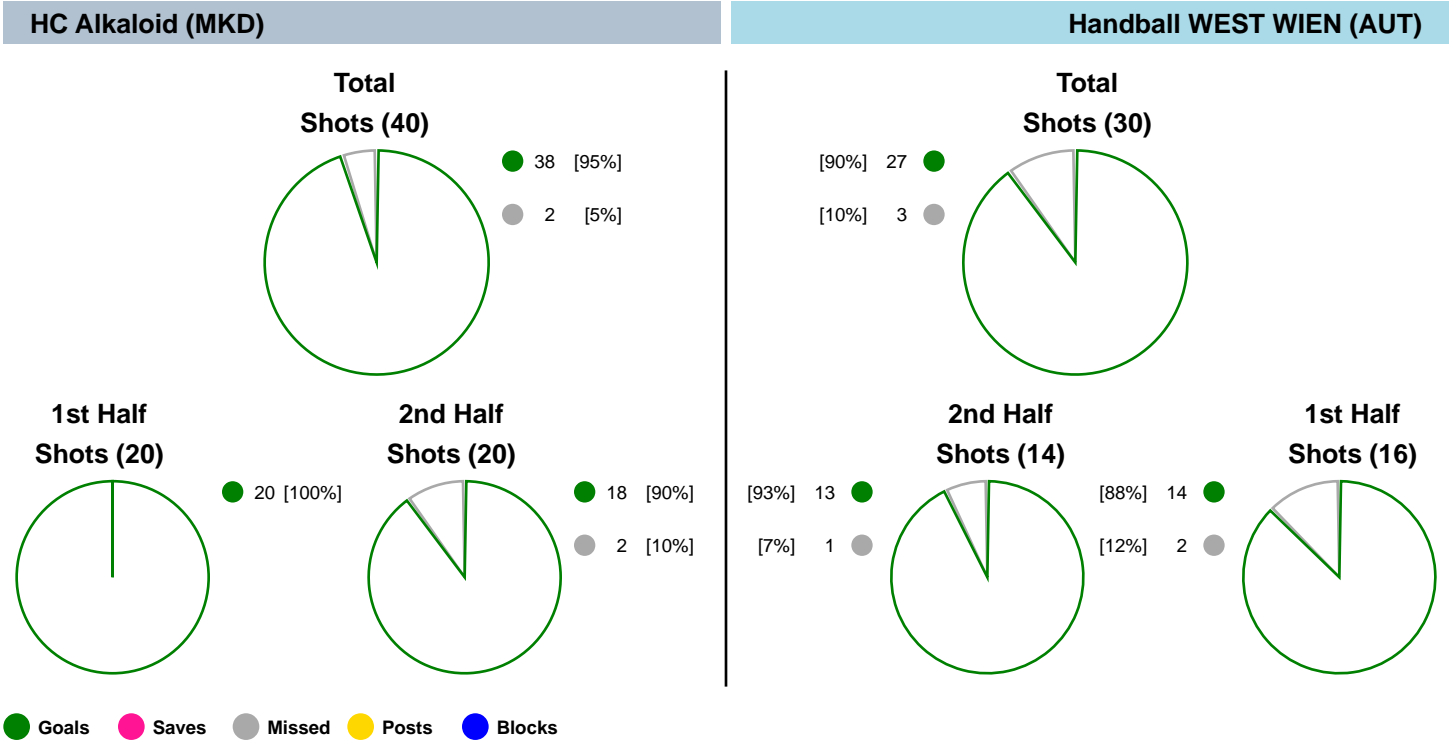 HC Alkaloid (MKD)
Handball WEST WIEN (AUT)
Total
Shots (40)
38 [95%]
2 [5%]
1st Half
Shots (20)
20 [100%]
2nd Half
Shots (20)
18 [90%]
2 [10%]
Total
Shots (30)
[90%] 27
[10%] 3
2nd Half
Shots (14)
[93%] 13
[7%] 1
1st Half
Shots (16)
[88%] 14
[12%] 2
Goals Saves Missed Posts Blocks